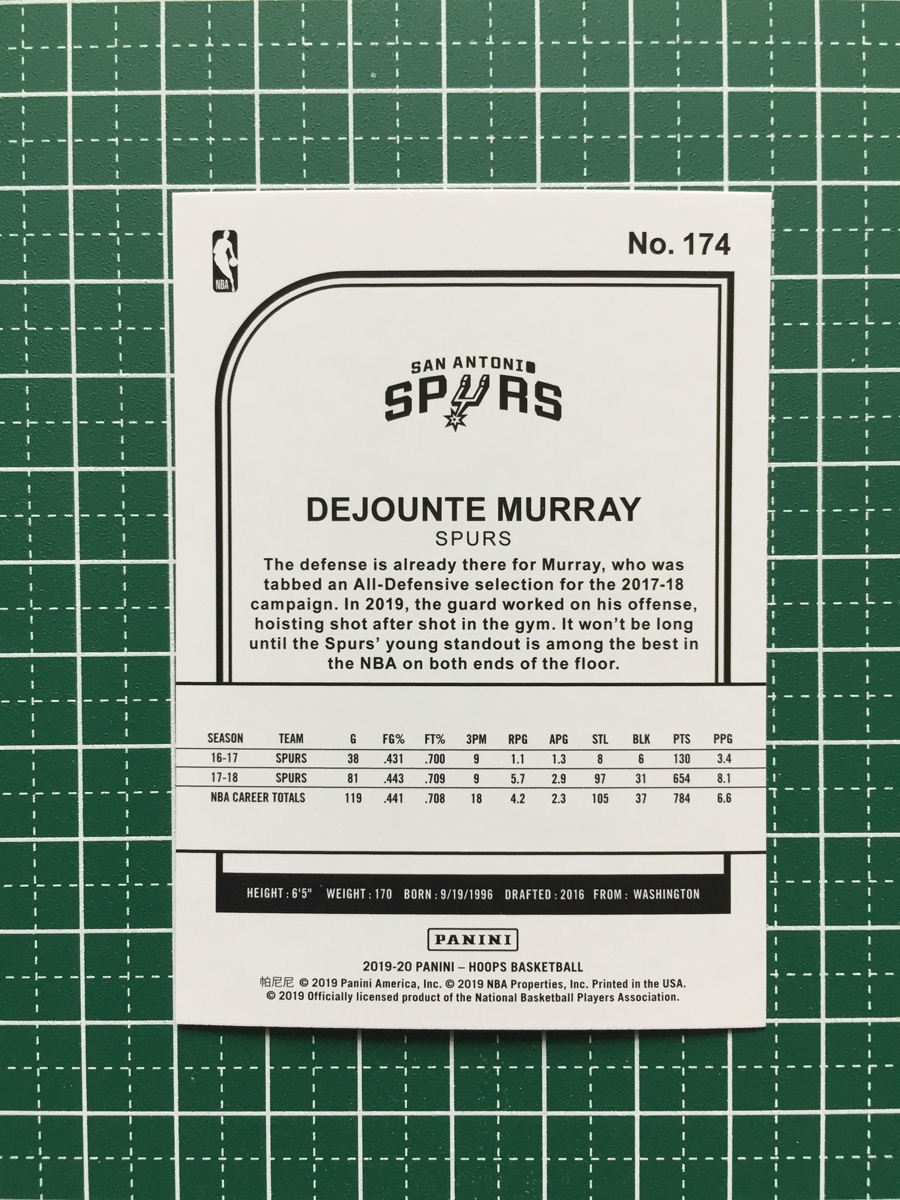 No. 174
NBA
SAN ANTONIO
SPURS
DEJOUNTE MURRAY
SPURS
The defense is already there for Murray, who was
tabbed an All-Defensive selection for the 2017-18
campaign. In 2019, the guard worked on his offense,
hoisting shot after shot in the gym. It won't be long
until the Spurs' young standout is among the best in
the NBA on both ends of the floor.
SEASON TEAM G FG% FT% 3PM RPG APG STL BLK PTS PPG
16-17 SPURS 38 .431 .700 9 1.1 1.3 8 6 130 3.4
17-18 SPURS 81 .443 .709 9 5.7 2.9 97 31 654 8.1
NBA CAREER TOTALS 119 .441 .708 18 4.2 2.3 105 37 784 6.6
HEIGHT: 6'5" WEIGHT: 170 BORN: 9/19/1996 DRAFTED: 2016 FROM: WASHINGTON
PANINI
2019-20 PANINI – HOOPS BASKETBALL
帕尼尼 © 2019 Panini America, Inc. © 2019 NBA Properties, Inc. Printed in the USA.
© 2019 Officially licensed product of the National Basketball Players Association.